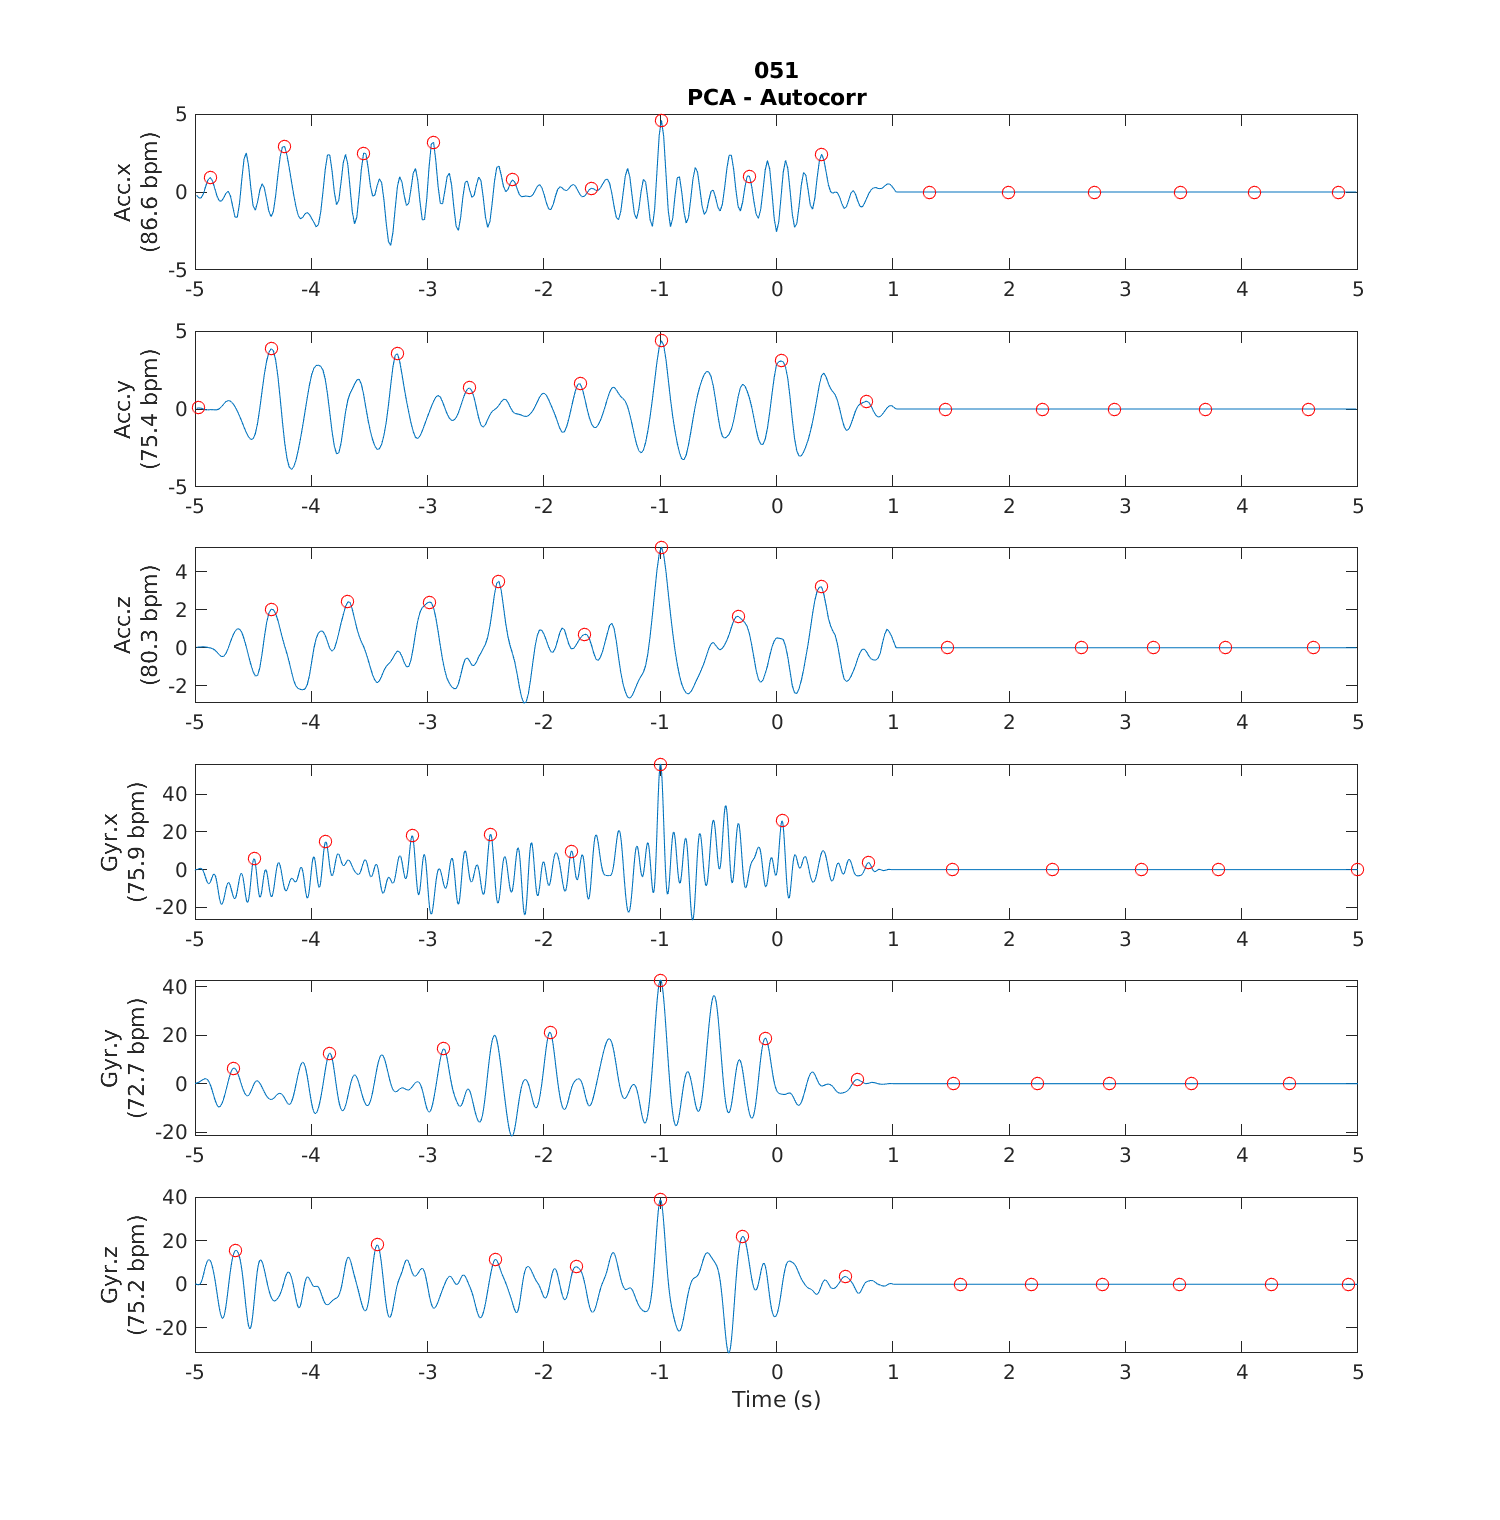 051
PCA - Autocorr
Acc.x
(86.6 bpm)
5
0
-5
-5 -4 -3 -2 -1 0 1 2 3 4 5
Acc.y
(75.4 bpm)
5
0
-5
-5 -4 -3 -2 -1 0 1 2 3 4 5
Acc.z
(80.3 bpm)
4
2
0
-2
-5 -4 -3 -2 -1 0 1 2 3 4 5
Gyr.x
(75.9 bpm)
40
20
0
-20
-5 -4 -3 -2 -1 0 1 2 3 4 5
Gyr.y
(72.7 bpm)
40
20
0
-20
-5 -4 -3 -2 -1 0 1 2 3 4 5
Gyr.z
(75.2 bpm)
40
20
0
-20
-5 -4 -3 -2 -1 0 1 2 3 4 5
Time (s)